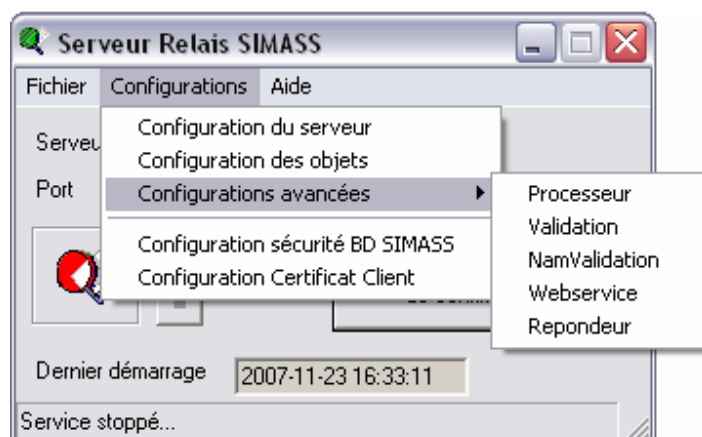 Serveur Relais SIMASS
Fichier Configurations Aide
Configuration du serveur
Configuration des objets
Configurations avancées
Configuration sécurité BD SIMASS
Configuration Certificat Client
Processeur
Validation
NamValidation
Webservice
Repondeur
Port
Dernier démarrage 2007-11-23 16:33:11
Service stoppé...